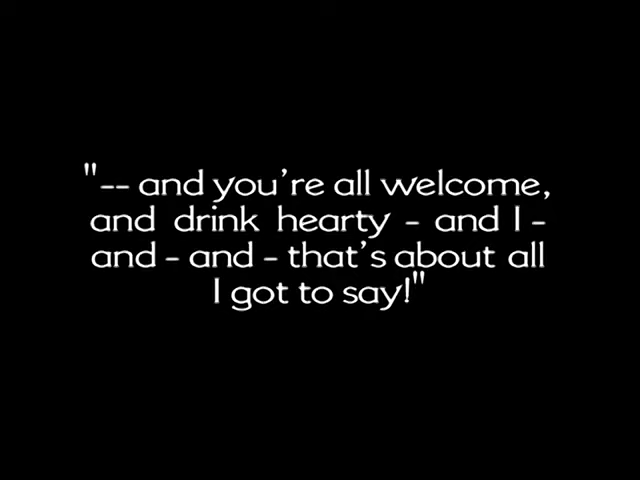 "-- and you're all welcome,
and drink hearty - and I -
and - and - that's about all
I got to say!"